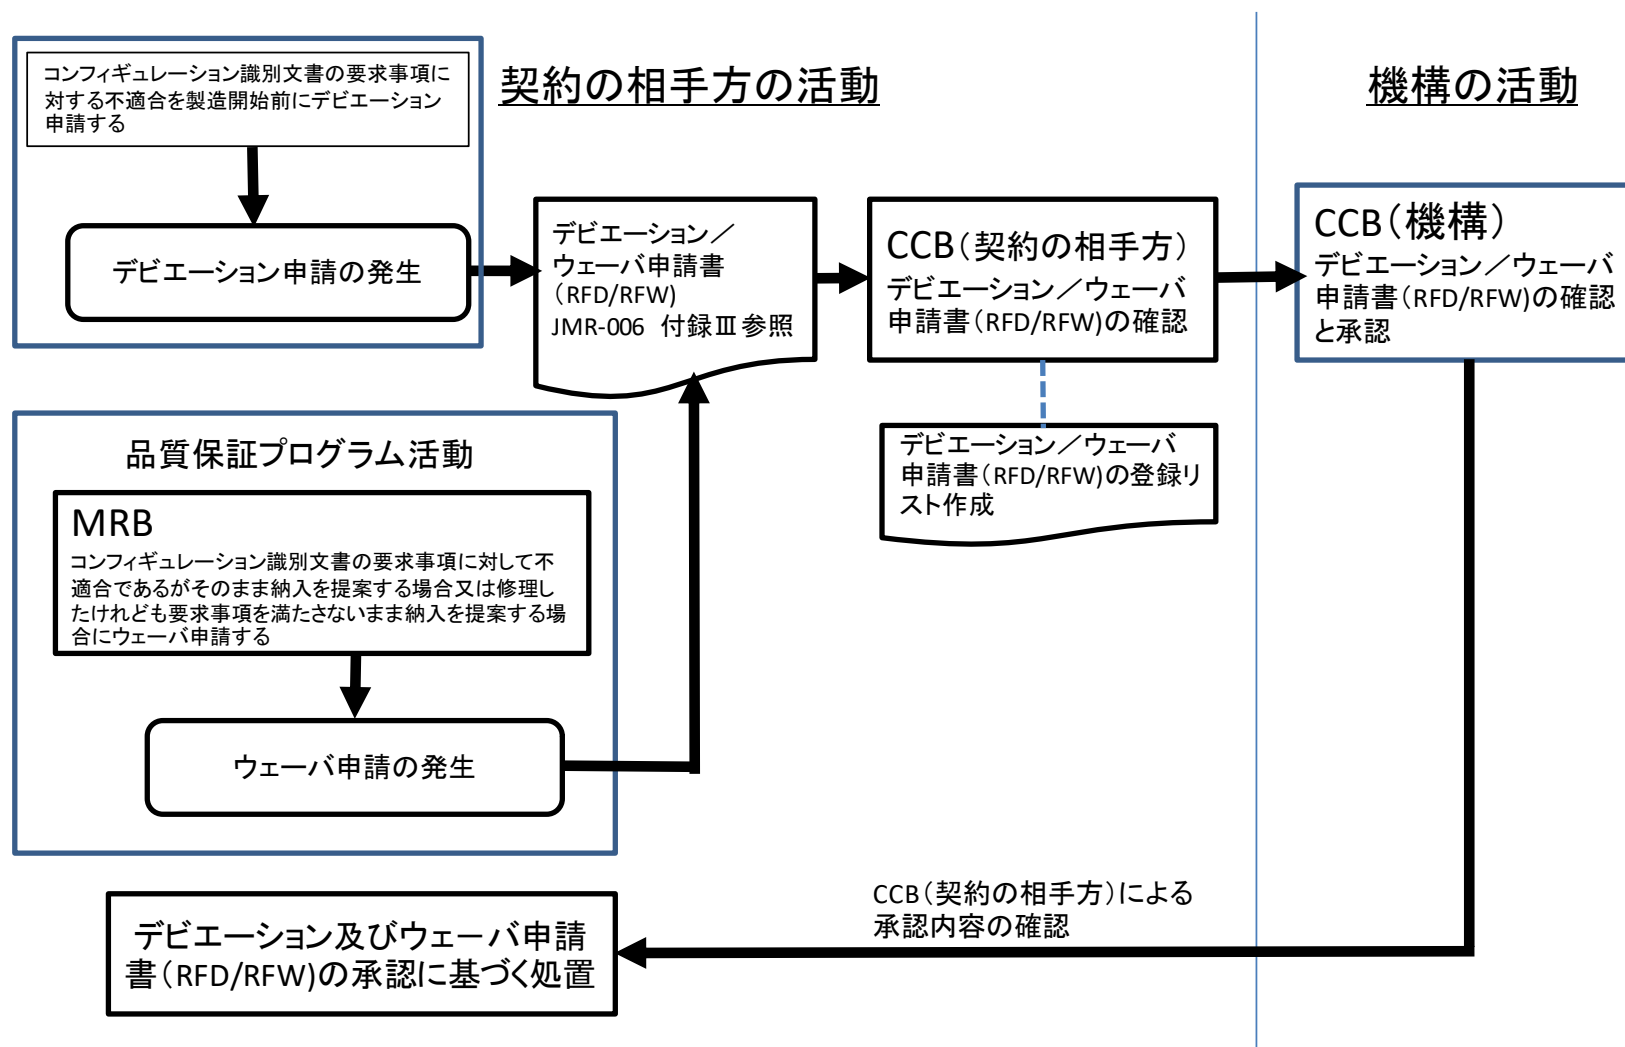 契約の相手方の活動
機構の活動
コンフィギュレーション識別文書の要求事項に
対する不適合を製造開始前にデビエーション
申請する
デビエーション申請の発生
デビエーション／
ウェーバ申請書
（RFD/RFW)
JMR-006 付録Ⅲ参照
CCB（契約の相手方）
デビエーション／ウェーバ
申請書（RFD/RFW)の確認
CCB（機構）
デビエーション／ウェーバ
申請書（RFD/RFW)の確認
と承認
デビエーション／ウェーバ
申請書（RFD/RFW)の登録リ
スト作成
品質保証プログラム活動
MRB
コンフィギュレーション識別文書の要求事項に対して不
適合であるがそのまま納入を提案する場合又は修理し
たけれども要求事項を満たさないまま納入を提案する場
合にウェーバ申請する
ウェーバ申請の発生
CCB（契約の相手方）による
承認内容の確認
デビエーション及びウェーバ申請
書（RFD/RFW)の承認に基づく処置